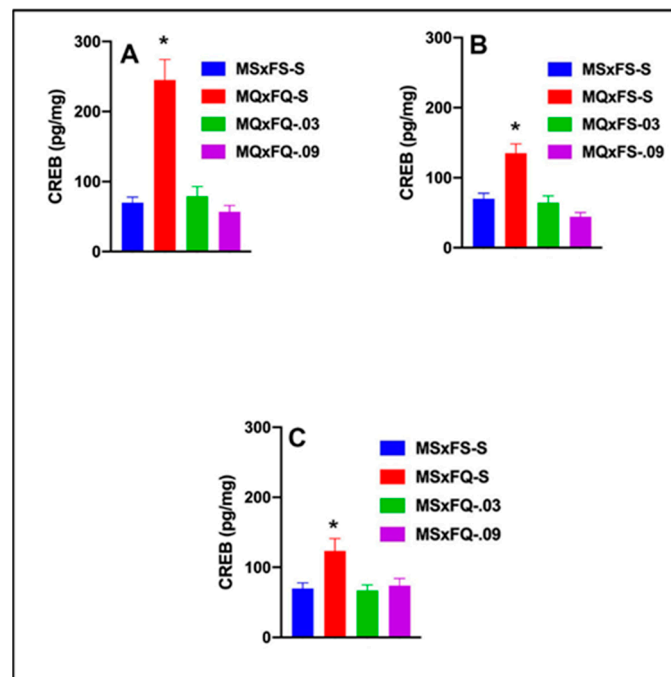 A
*
CREB (pg/mg)
300
200
100
0
MSxFS-S
MQxFQ-S
MQxFQ-.03
MQxFQ-.09
B
*
CREB (pg/mg)
300
200
100
0
MSxFS-S
MQxFS-S
MQxFS-03
MQxFS-.09
C
*
CREB (pg/mg)
300
200
100
0
MSxFS-S
MSxFQ-S
MSxFQ-.03
MSxFQ-.09